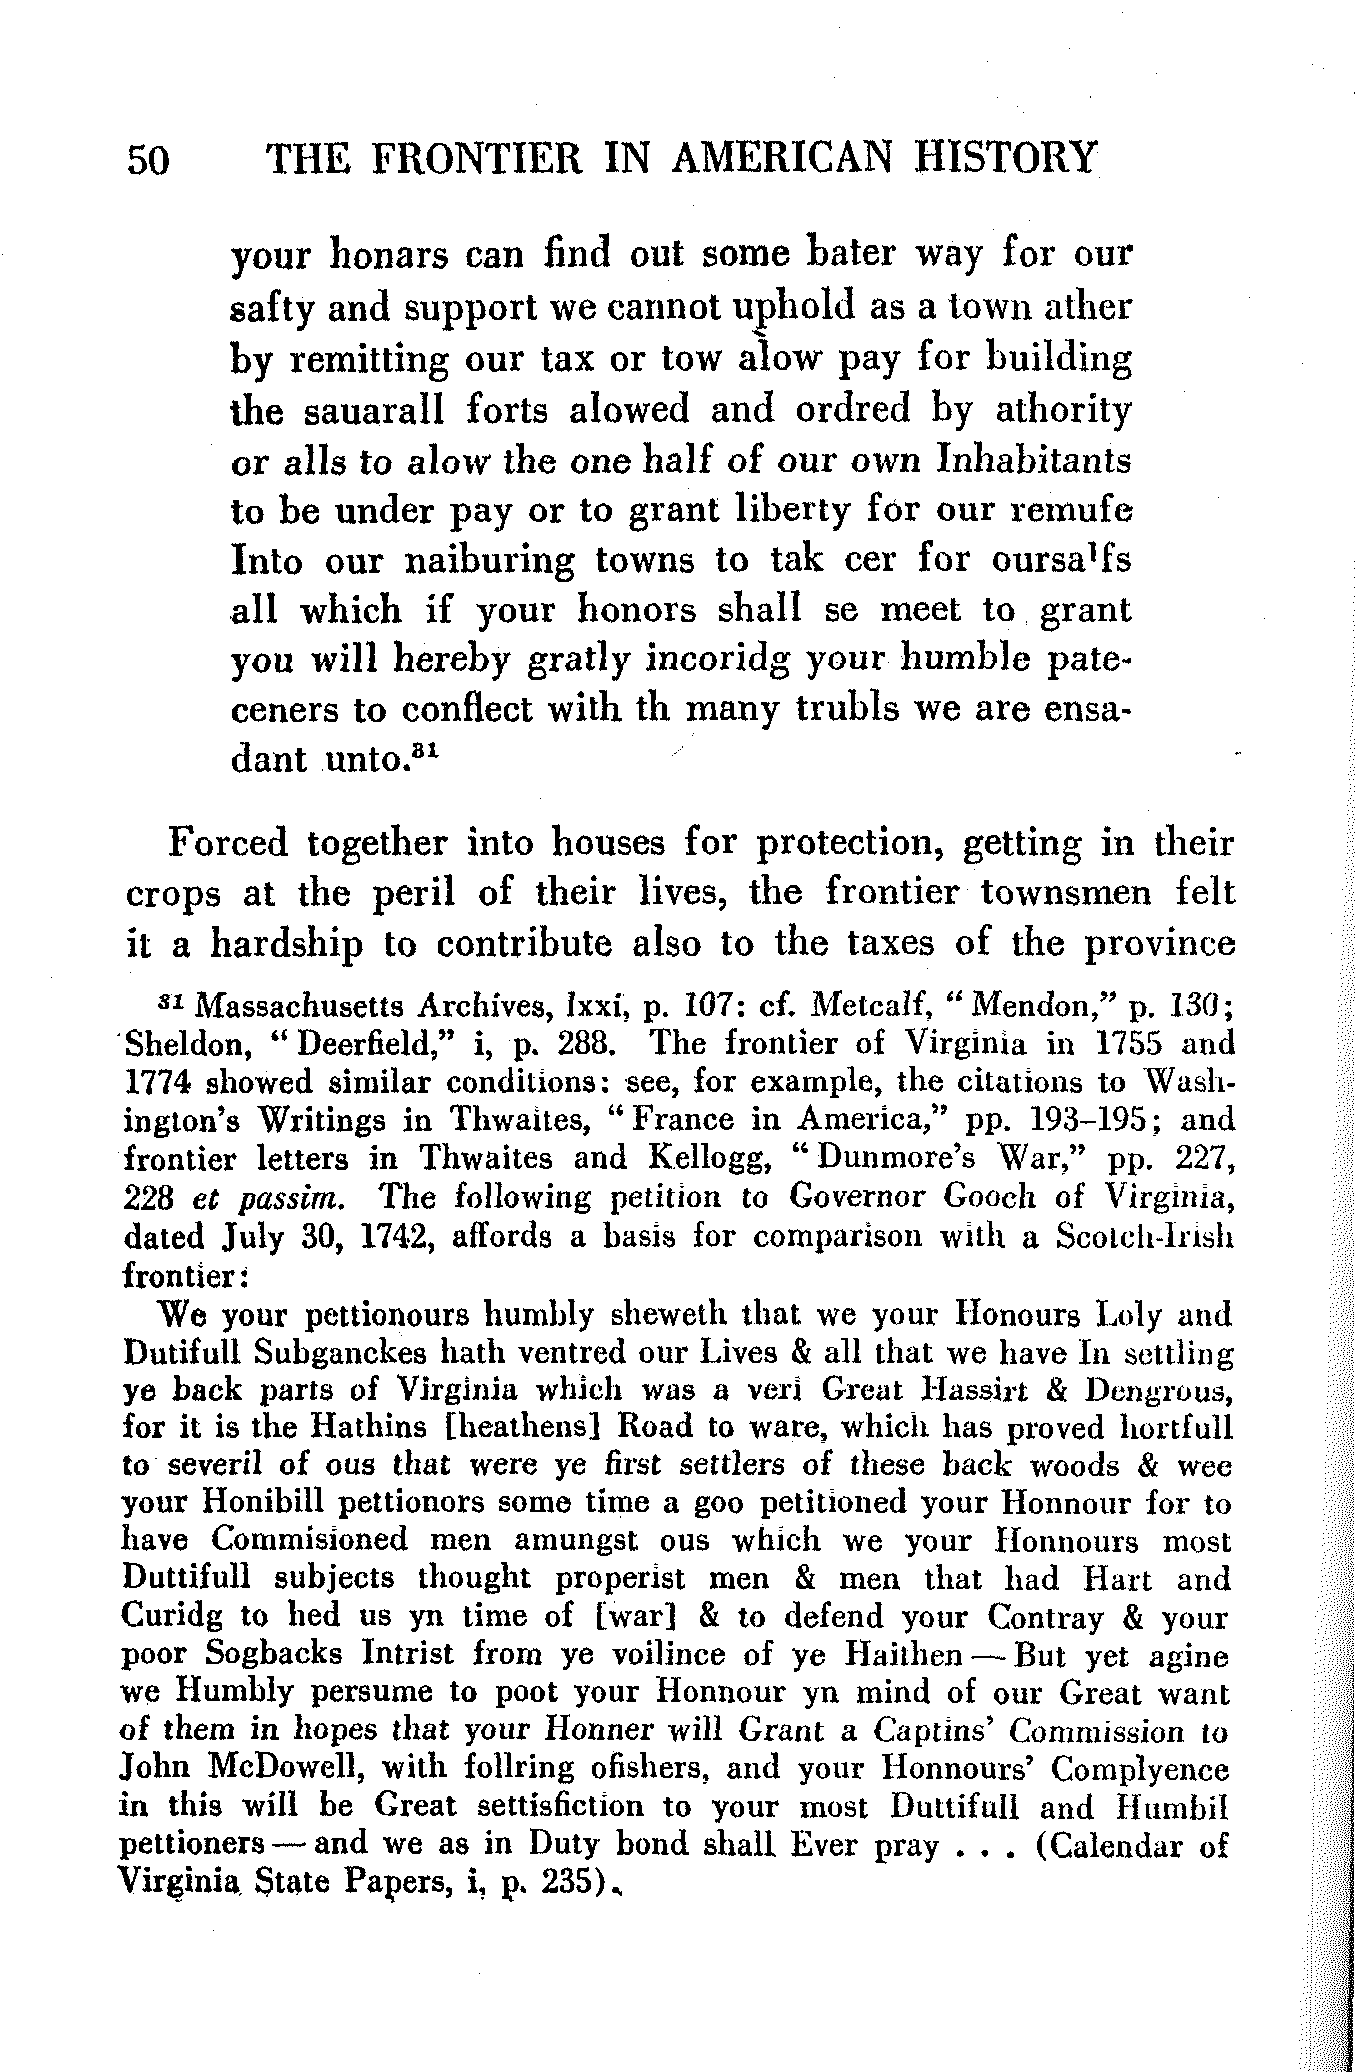 50 THE FRONTIER IN AMERICAN HISTORY
your honars can find out some bater way for our
safty and support we cannot uphold as a town ather
by remitting our tax or tow alow pay for building
the sauarall forts alowed and ordred by athority
or alls to alow the one half of our own Inhabitants
to be under pay or to grant liberty for our remufe
Into our naiburing towns to tak cer for oursalfs
all which if your honors shall se meet to grant
you will hereby gratly incoridg your humble pate-
ceners to conflect with th many trubls we are ensa-
dant unto.³¹
Forced together into houses for protection, getting in their
crops at the peril of their lives, the frontier townsmen felt
it a hardship to contribute also to the taxes of the province
³¹ Massachusetts Archives, lxxi, p. 107: cf. Metcalf, “ Mendon,” p. 130;
Sheldon, “ Deerfield,” i, p. 288. The frontier of Virginia in 1755 and
1774 showed similar conditions: see, for example, the citations to Wash-
ington's Writings in Thwaites, “ France in America,” pp. 193–195; and
frontier letters in Thwaites and Kellogg, “ Dunmore's War,” pp. 227,
228 et passim. The following petition to Governor Gooch of Virginia,
dated July 30, 1742, affords a basis for comparison with a Scotch-Irish
frontier:
We your pettionours humbly sheweth that we your Honours Loly and
Dutifull Subganckes hath ventred our Lives & all that we have In settling
ye back parts of Virginia which was a veri Great Hassirt & Dengrous,
for it is the Hathins [heathens] Road to ware, which has proved hortfull
to severil of ous that were ye first settlers of these back woods & wee
your Honibill pettionors some time a goo petitioned your Honnour for to
have Commisioned men amungst ous which we your Honnours most
Duttifull subjects thought properist men & men that had Hart and
Curidg to hed us yn time of [war] & to defend your Contray & your
poor Sogbacks Intrist from ye voilince of ye Haithen — But yet agine
we Humbly persume to poot your Honnour yn mind of our Great want
of them in hopes that your Honner will Grant a Captins' Commission to
John McDowell, with follring ofishers, and your Honnours' Complyence
in this will be Great settisfiction to your most Duttifull and Humbil
pettioners — and we as in Duty bond shall Ever pray . . . (Calendar of
Virginia State Papers, i, p. 235).